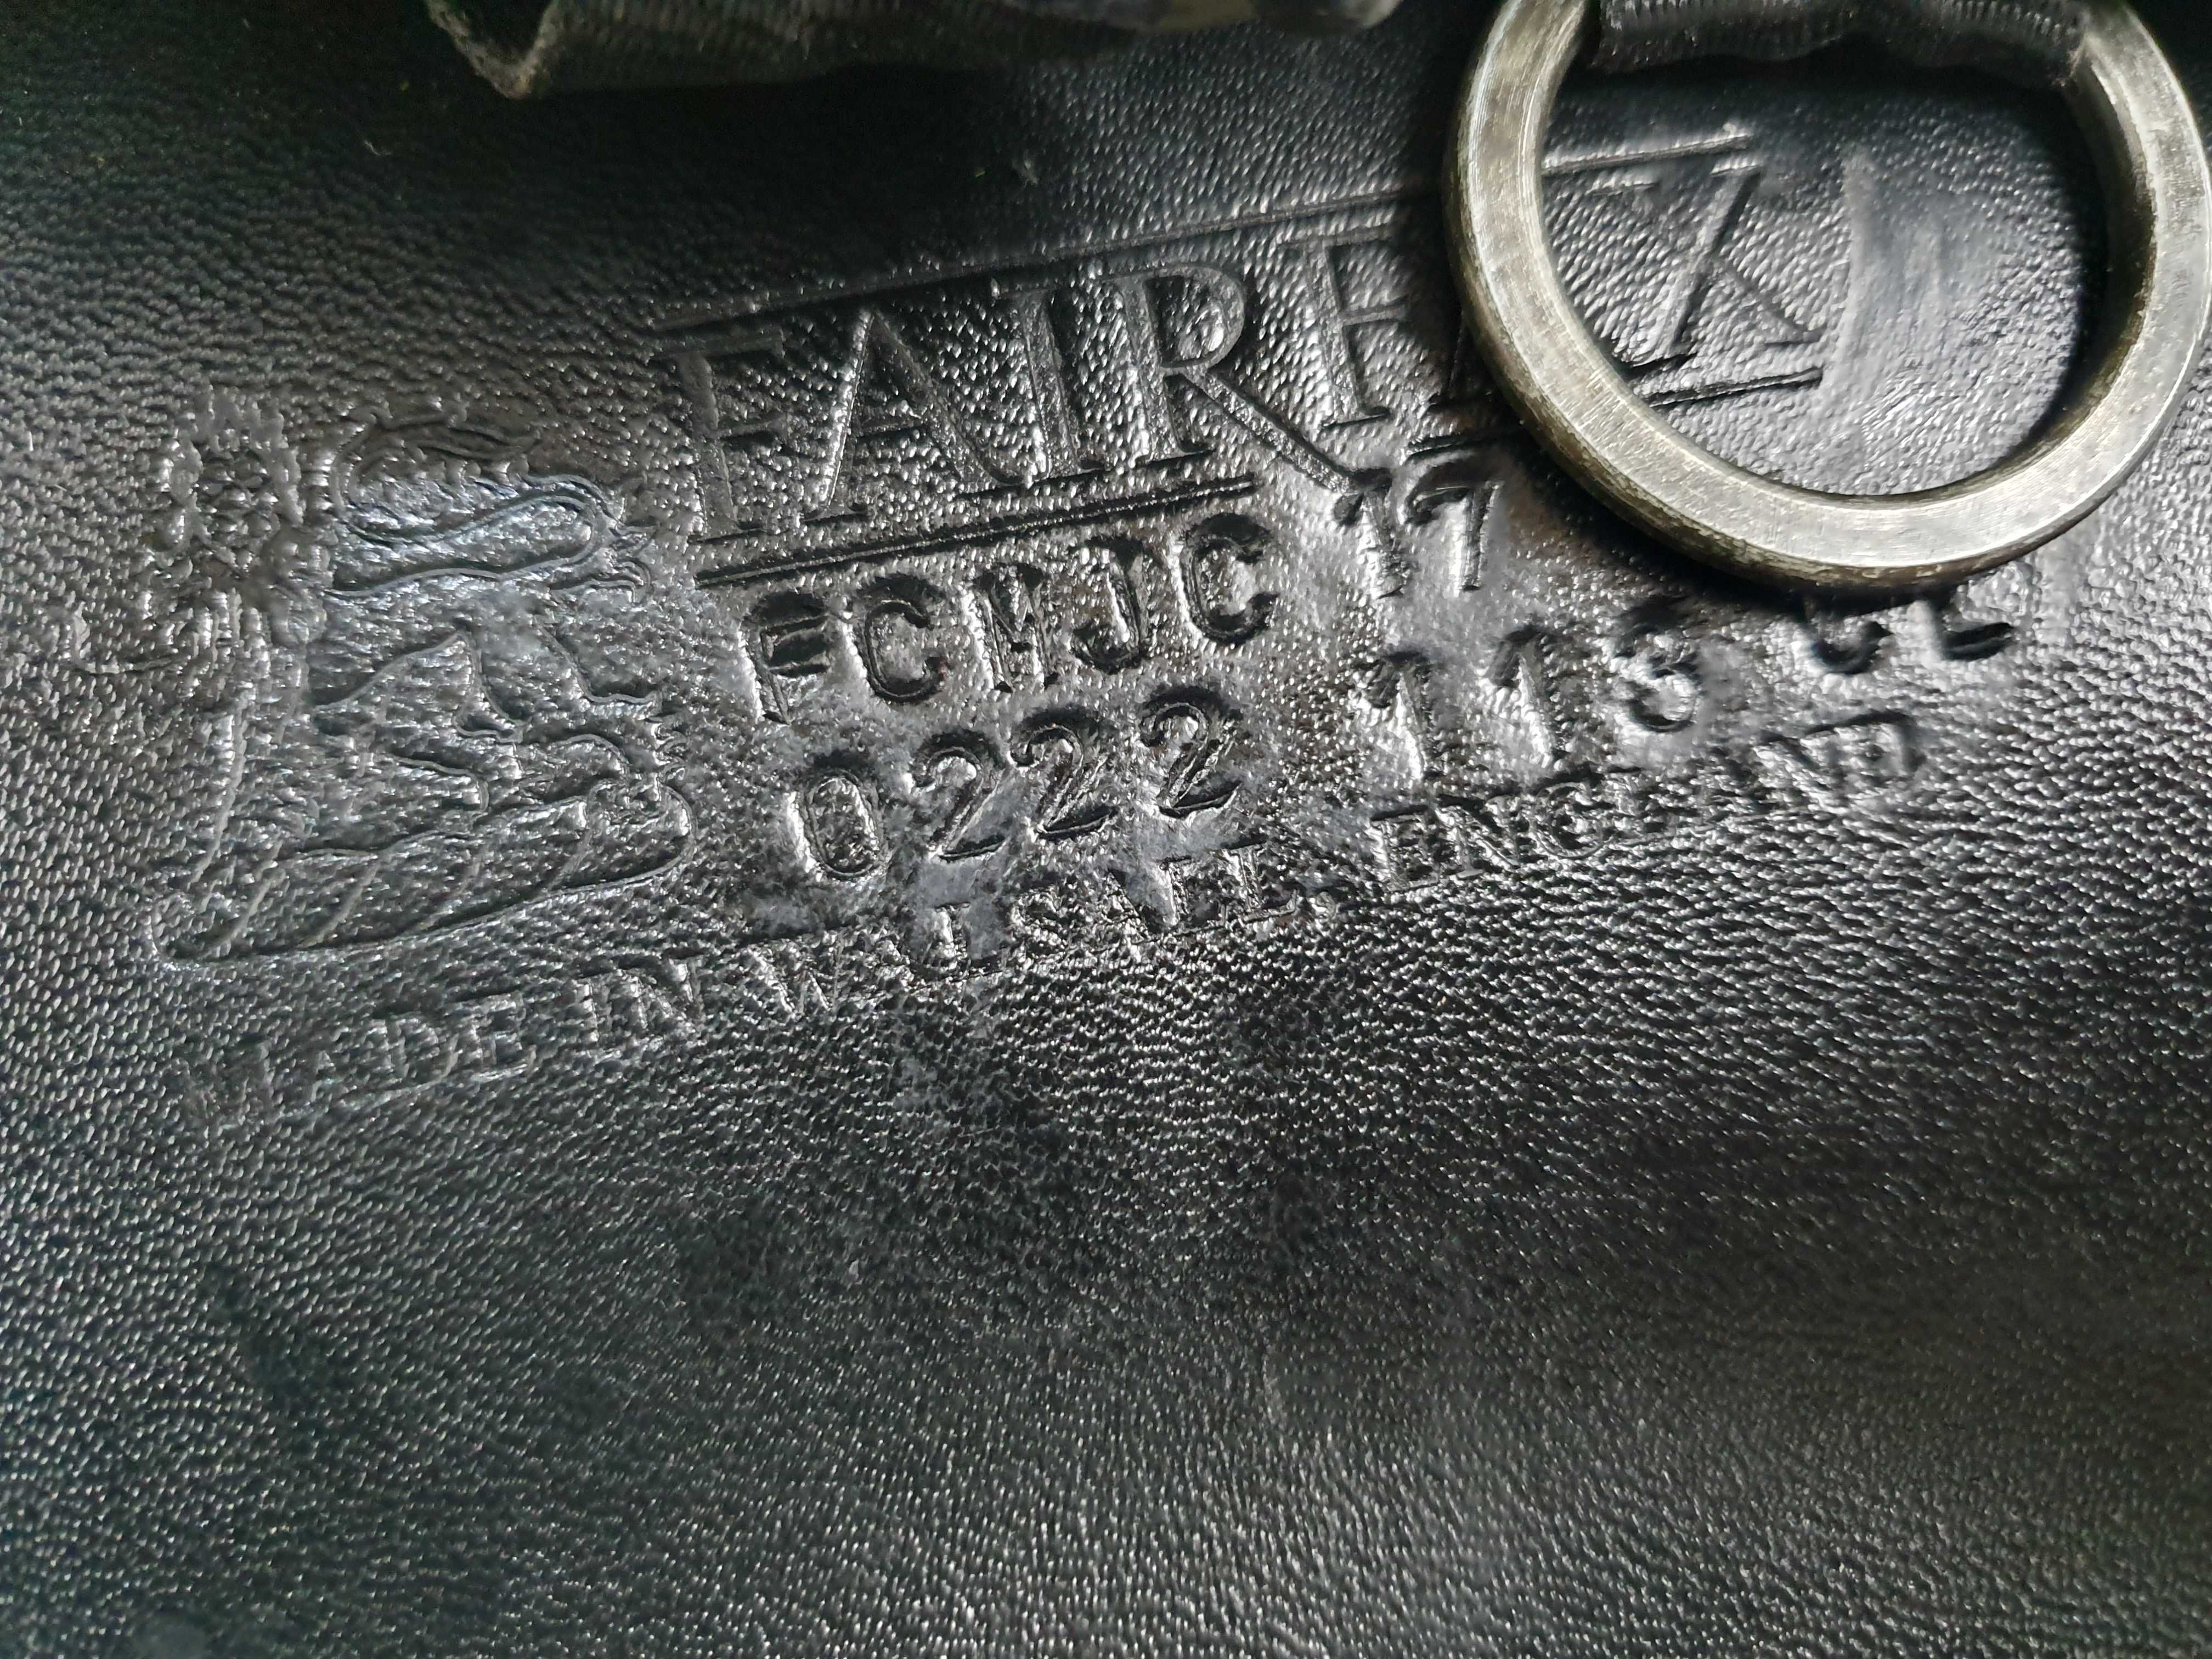 FAIRFAX
FCMJC 17
0222 113
MADE IN WALSALL, ENGLAND